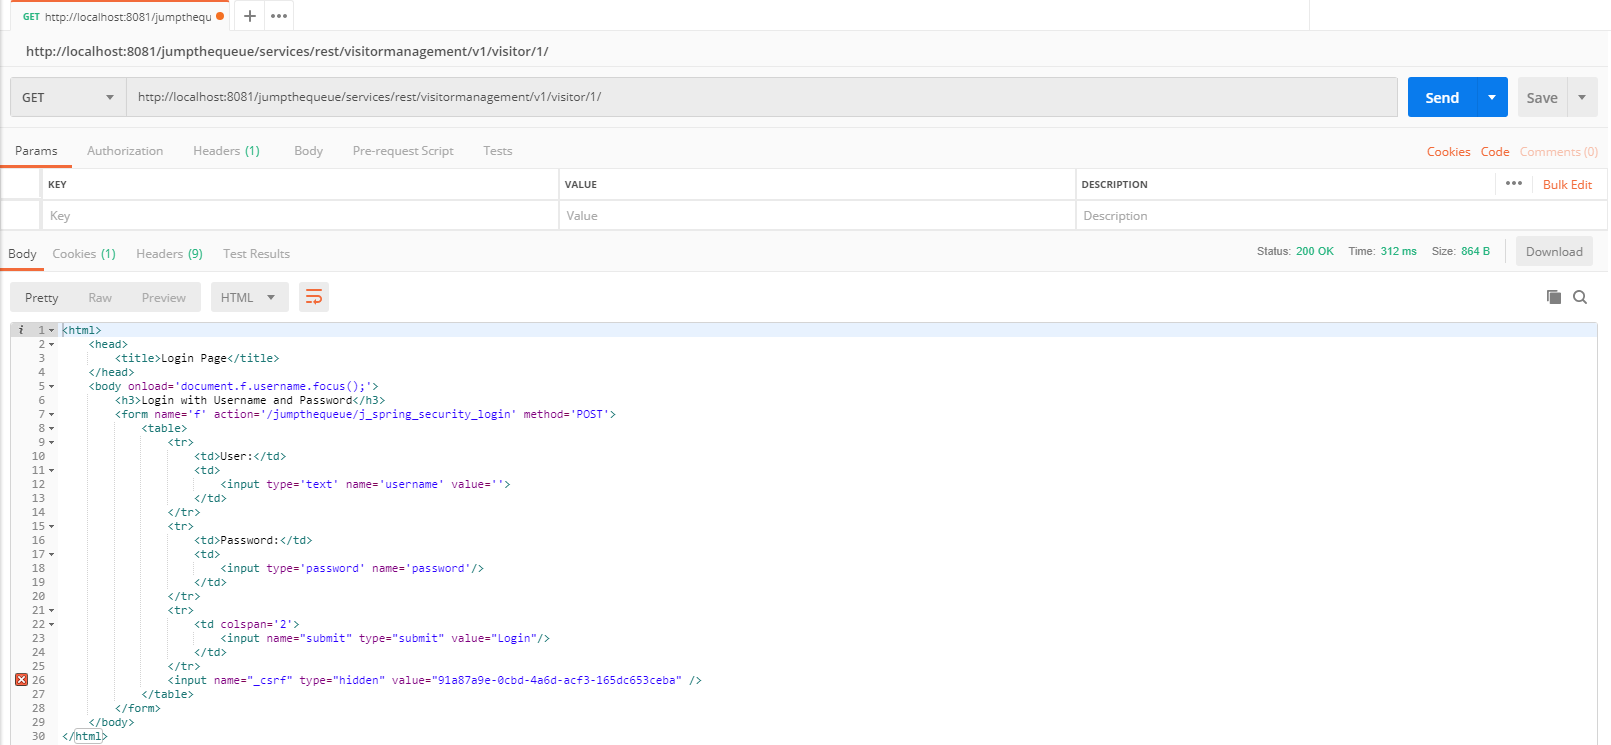 GET http://localhost:8081/jumpthequ
http://localhost:8081/jumpthequeue/services/rest/visitormanagement/v1/visitor/1/
GET http://localhost:8081/jumpthequeue/services/rest/visitormanagement/v1/visitor/1/ Send Save
Params Authorization Headers (1) Body Pre-request Script Tests Cookies Code Comments (0)
KEY VALUE DESCRIPTION Bulk Edit
Key Value Description
Body Cookies (1) Headers (9) Test Results Status: 200 OK Time: 312 ms Size: 864 B Download
Pretty Raw Preview HTML
i 1 <html>
2 <head>
3 <title>Login Page</title>
4 </head>
5 <body onload='document.f.username.focus();'>
6 <h3>Login with Username and Password</h3>
7 <form name='f' action='/jumpthequeue/j_spring_security_login' method='POST'>
8 <table>
9 <tr>
10 <td>User:</td>
11 <td>
12 <input type='text' name='username' value=''>
13 </td>
14 </tr>
15 <tr>
16 <td>Password:</td>
17 <td>
18 <input type='password' name='password'/>
19 </td>
20 </tr>
21 <tr>
22 <td colspan='2'>
23 <input name="submit" type="submit" value="Login"/>
24 </td>
25 </tr>
26 <input name="_csrf" type="hidden" value="91a87a9e-0cbd-4a6d-acf3-165dc653ceba" />
27 </table>
28 </form>
29 </body>
30 </html>